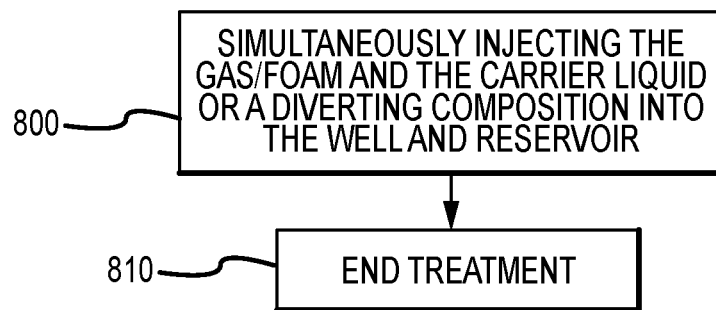 SIMULTANEOUSLY INJECTING THE
GAS/FOAM AND THE CARRIER LIQUID
OR A DIVERTING COMPOSITION INTO
THE WELL AND RESERVOIR
800
END TREATMENT
810